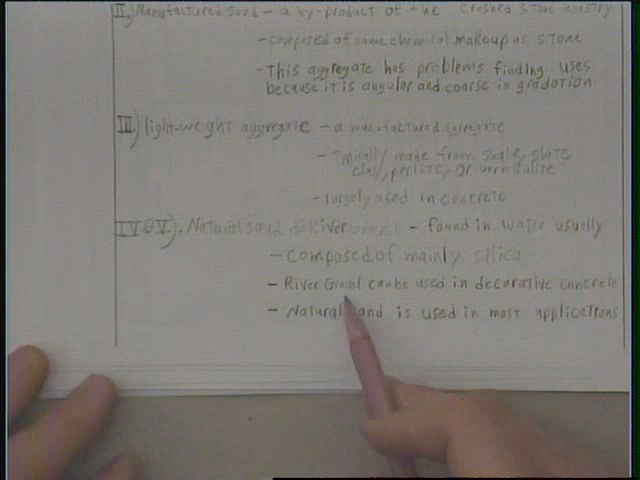 II) Manufactured sand - a by-product of the crushed stone industry
- composed of same chemical makeup as stone
- This aggregate has problems finding uses
because it is angular and coarse in gradation
III) light-weight aggregate - a manufactured aggregate
- typically make from shale, slate,
clay, perlite, or vermiculite
- largely used in concrete
IV & V). Natural sand & River - found in water usually
- composed of mainly silica
- River can be used in decorative concrete
- Natural sand is used in most applications